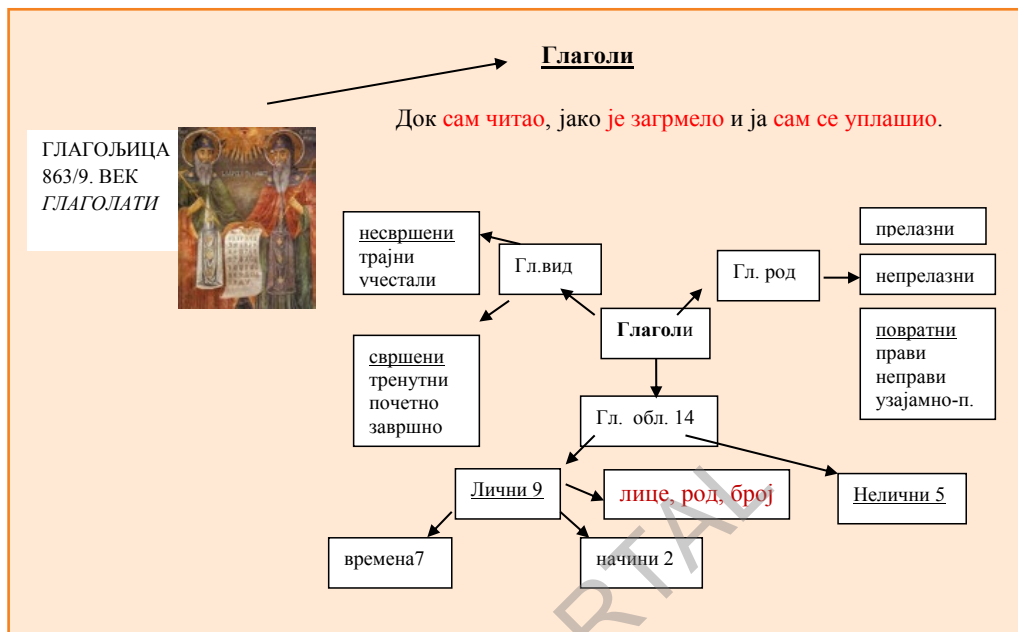 Глаголи
Док сам читао, јако је загрмело и ја сам се уплашио.
ГЛАГОЉИЦА
863/9. ВЕК
ГЛАГОЛАТИ
несвршени
трајни
учестали
Гл.вид
Гл. род
прелазни
непрелазни
Глаголи
повратни
прави
неправи
узајамно-п.
свршени
тренутни
почетно
завршно
Гл. обл. 14
Лични 9
лице, род, број
Нелични 5
времена7
начини 2
RTAL